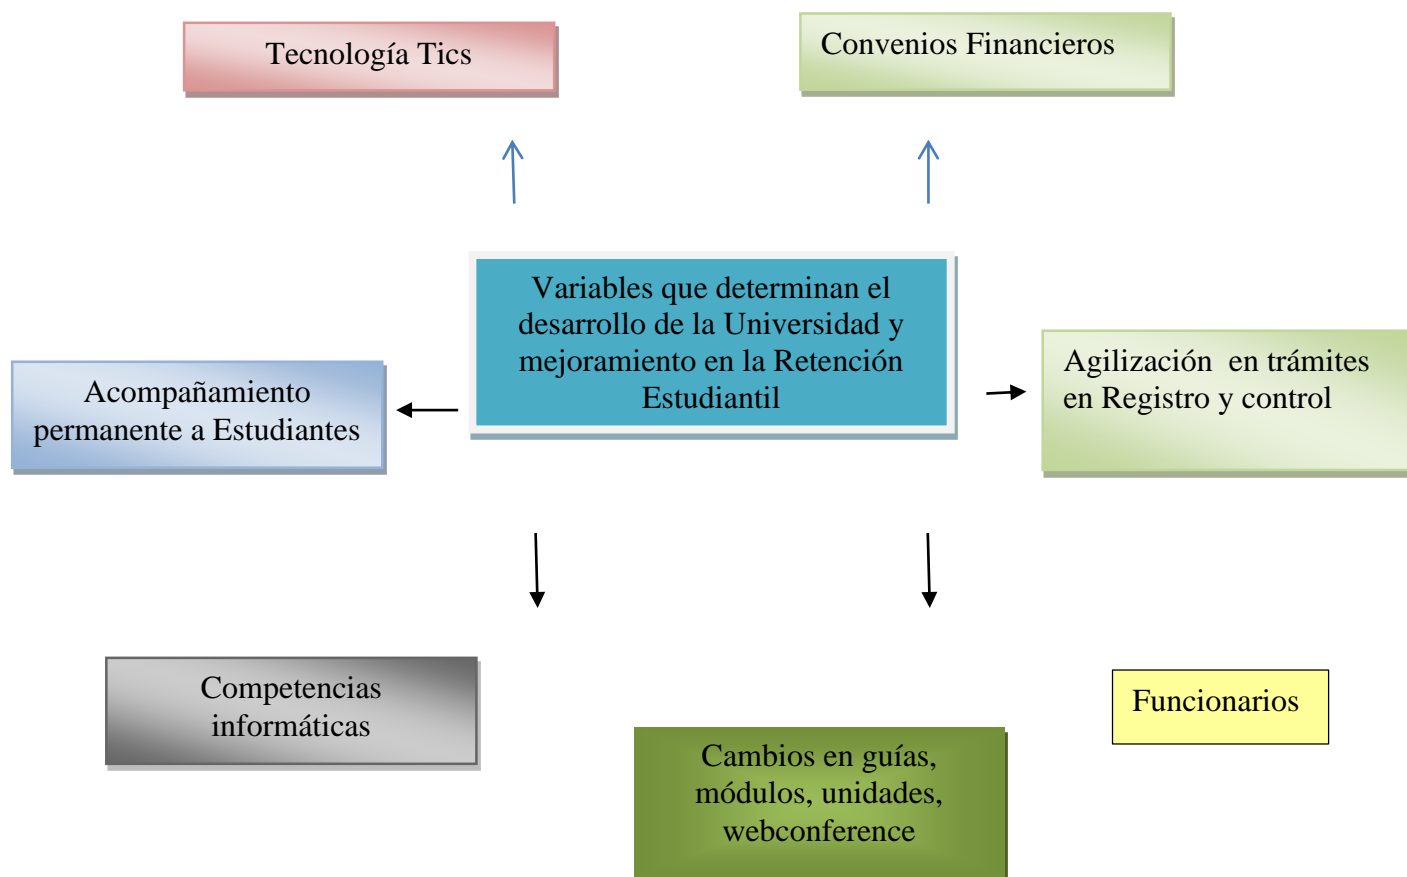 Tecnología Tics
Convenios Financieros
Variables que determinan el
desarrollo de la Universidad y
mejoramiento en la Retención
Estudiantil
Acompañamiento
permanente a Estudiantes
Agilización  en trámites
en Registro y control
Competencias
informáticas
Funcionarios
Cambios en guías,
módulos, unidades,
webconference